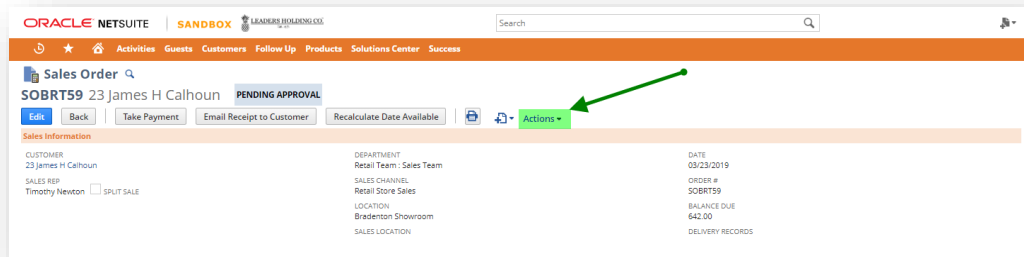 ORACLE NETSUITE SANDBOX LEADERS HOLDING CO. Search
Activities Guests Customers Follow Up Products Solutions Center Success
Sales Order
SOBRT59 23 James H Calhoun PENDING APPROVAL
Edit Back Take Payment Email Receipt to Customer Recalculate Date Available Actions
Sales Information
CUSTOMER DEPARTMENT DATE
23 James H Calhoun Retail Team : Sales Team 03/23/2019
SALES REP SALES CHANNEL ORDER #
Timothy Newton SPLIT SALE Retail Store Sales SOBRT59
LOCATION BALANCE DUE
Bradenton Showroom 642.00
SALES LOCATION DELIVERY RECORDS